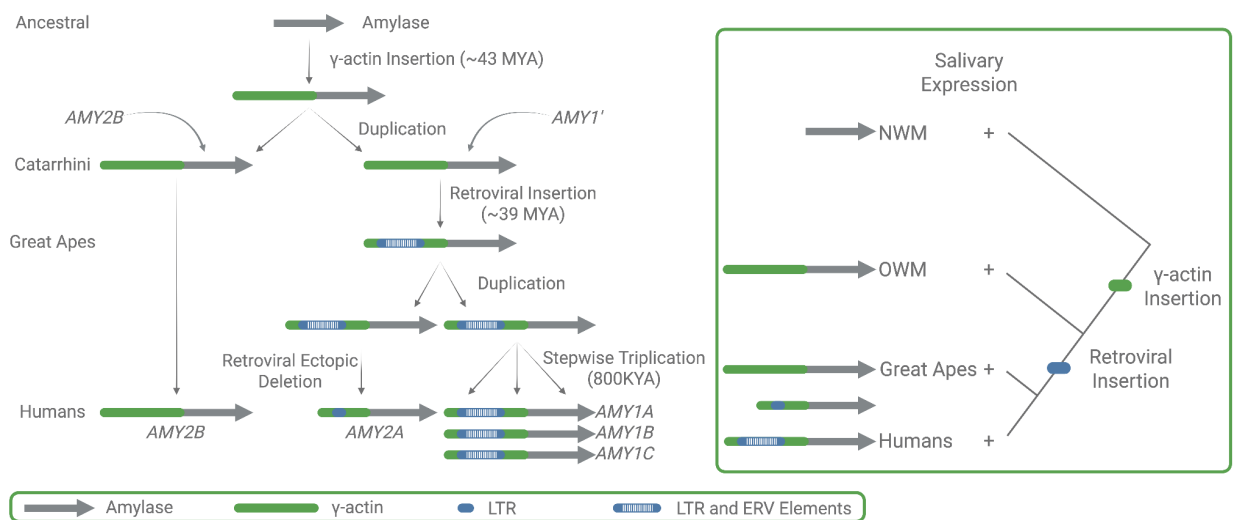 Ancestral
Amylase
γ-actin Insertion (~43 MYA)
AMY2B
Duplication
AMY1'
Catarrhini
Retroviral Insertion
(~39 MYA)
Great Apes
Duplication
Retroviral Ectopic
Deletion
Stepwise Triplication
(800KYA)
Humans
AMY2B
AMY2A
AMY1A
AMY1B
AMY1C
Salivary
Expression
NWM +
OWM +
γ-actin
Insertion
Great Apes +
Retroviral
Insertion
Humans +
Amylase
γ-actin
LTR
LTR and ERV Elements